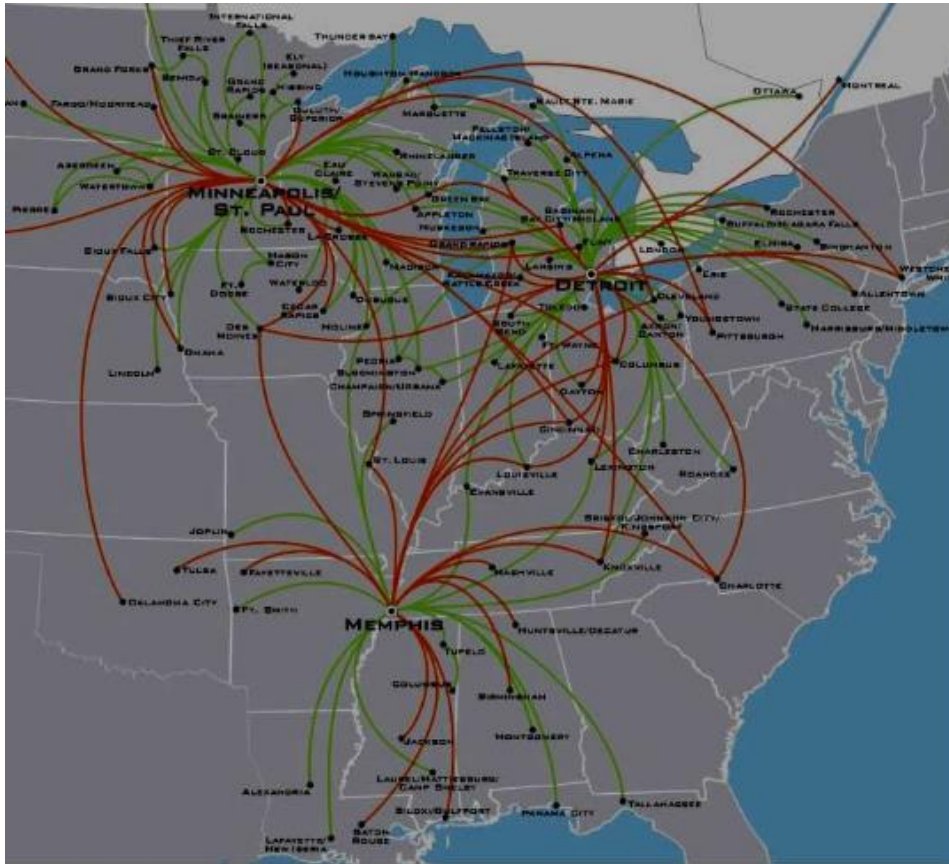 INTERNATIONAL
FALLS
THUNDER BAY
THIEF RIVER
FALLS
ELY
(SEASONAL)
GRAND FORKS
BEMIDJI
GRAND
RAPIDS
HIBBING
HOUGHTON/HANCOCK
OTTAWA
MONTREAL
FARGO/MOORHEAD
BRAINERD
DULUTH/
SUPERIOR
MARQUETTE
SAULT STE. MARIE
PELLSTON/
MACKINAC ISLAND
ALPENA
ST. CLOUD
ABERDEEN
EAU
CLAIRE
RHINELANDER
WAUSAU/
STEVENS POINT
TRAVERSE CITY
WATERTOWN
MINNEAPOLIS/
ST. PAUL
PIERRE
GREEN BAY
APPLETON
SAGINAW/
BAY CITY/MIDLAND
ROCHESTER
BUFFALO/NIAGARA FALLS
ROCHESTER
LACROSSE
MUSKEGON
GRAND RAPIDS
FLINT
LONDON
ELMIRA
BINGHAMTON
SIOUX FALLS
MASON
CITY
MADISON
LANSING
KALAMAZOO/
BATTLE CREEK
DETROIT
ERIE
WESTCHESTER
SIOUX CITY
FT.
DODGE
WATERLOO
DUBUQUE
CLEVELAND
ALLENTOWN
CEDAR
RAPIDS
TOLEDO
YOUNGSTOWN
STATE COLLEGE
DES
MOINES
MOLINE
SOUTH
BEND
AKRON/
CANTON
PITTSBURGH
HARRISBURG/MIDDLETOWN
OMAHA
FT. WAYNE
LINCOLN
PEORIA
BLOOMINGTON
LAFAYETTE
COLUMBUS
CHAMPAIGN/URBANA
DAYTON
SPRINGFIELD
CINCINNATI
CHARLESTON
ST. LOUIS
LOUISVILLE
LEXINGTON
ROANOKE
EVANSVILLE
BRISTOL/JOHNSON CITY/
KINGSPORT
JOPLIN
TULSA
FAYETTEVILLE
NASHVILLE
KNOXVILLE
CHARLOTTE
OKLAHOMA CITY
FT. SMITH
MEMPHIS
HUNTSVILLE/DECATUR
TUPELO
COLUMBUS
BIRMINGHAM
JACKSON
MONTGOMERY
LAUREL/HATTIESBURG/
CAMP SHELBY
ALEXANDRIA
BILOXI/GULFPORT
PANAMA CITY
TALLAHASSEE
LAFAYETTE/
NEW IBERIA
BATON
ROUGE